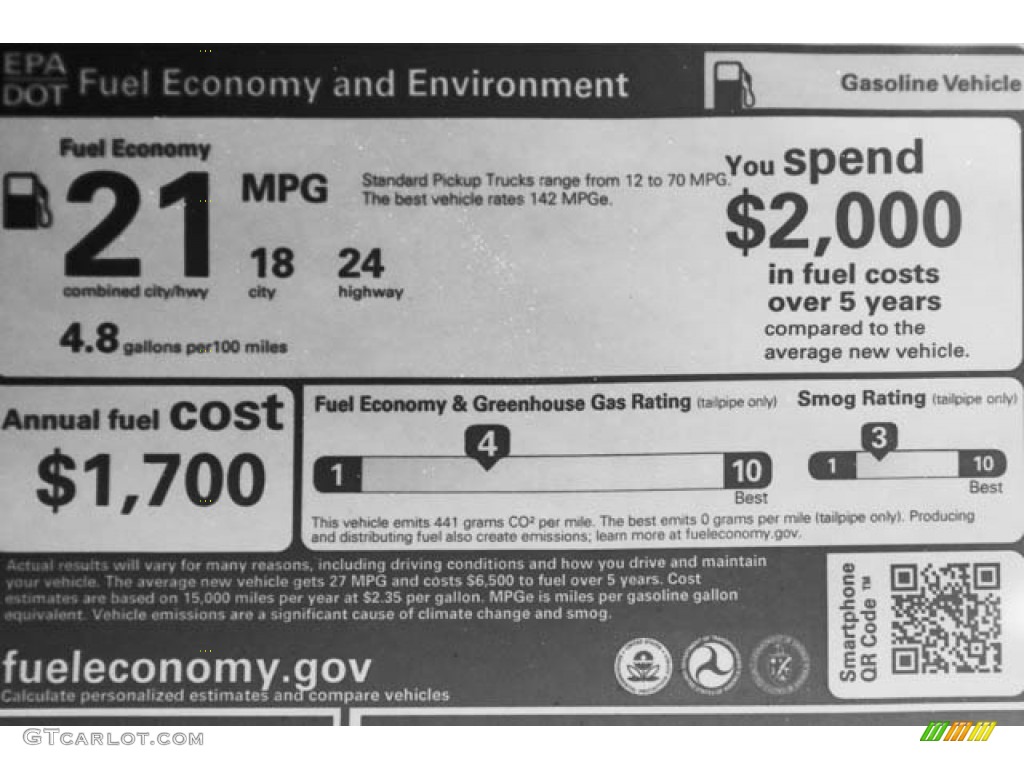 EPA
DOT
Fuel Economy and Environment
Gasoline Vehicle
Fuel Economy
21
MPG
Standard Pickup Trucks range from 12 to 70 MPG.
The best vehicle rates 142 MPGe.
18
24
combined city/hwy
city
highway
4.8 gallons per100 miles
You spend
$2,000
in fuel costs
over 5 years
compared to the
average new vehicle.
Annual fuel cost
$1,700
Fuel Economy & Greenhouse Gas Rating (tailpipe only)
4
1
10
Best
Smog Rating (tailpipe only)
3
1
10
Best
This vehicle emits 441 grams CO² per mile. The best emits 0 grams per mile (tailpipe only). Producing
and distributing fuel also create emissions; learn more at fueleconomy.gov.
Actual results will vary for many reasons, including driving conditions and how you drive and maintain
your vehicle. The average new vehicle gets 27 MPG and costs $6,500 to fuel over 5 years. Cost
estimates are based on 15,000 miles per year at $2.35 per gallon. MPGe is miles per gasoline gallon
equivalent. Vehicle emissions are a significant cause of climate change and smog.
fueleconomy.gov
Calculate personalized estimates and compare vehicles
Smartphone
QR Code ™
GTCARLOT.COM